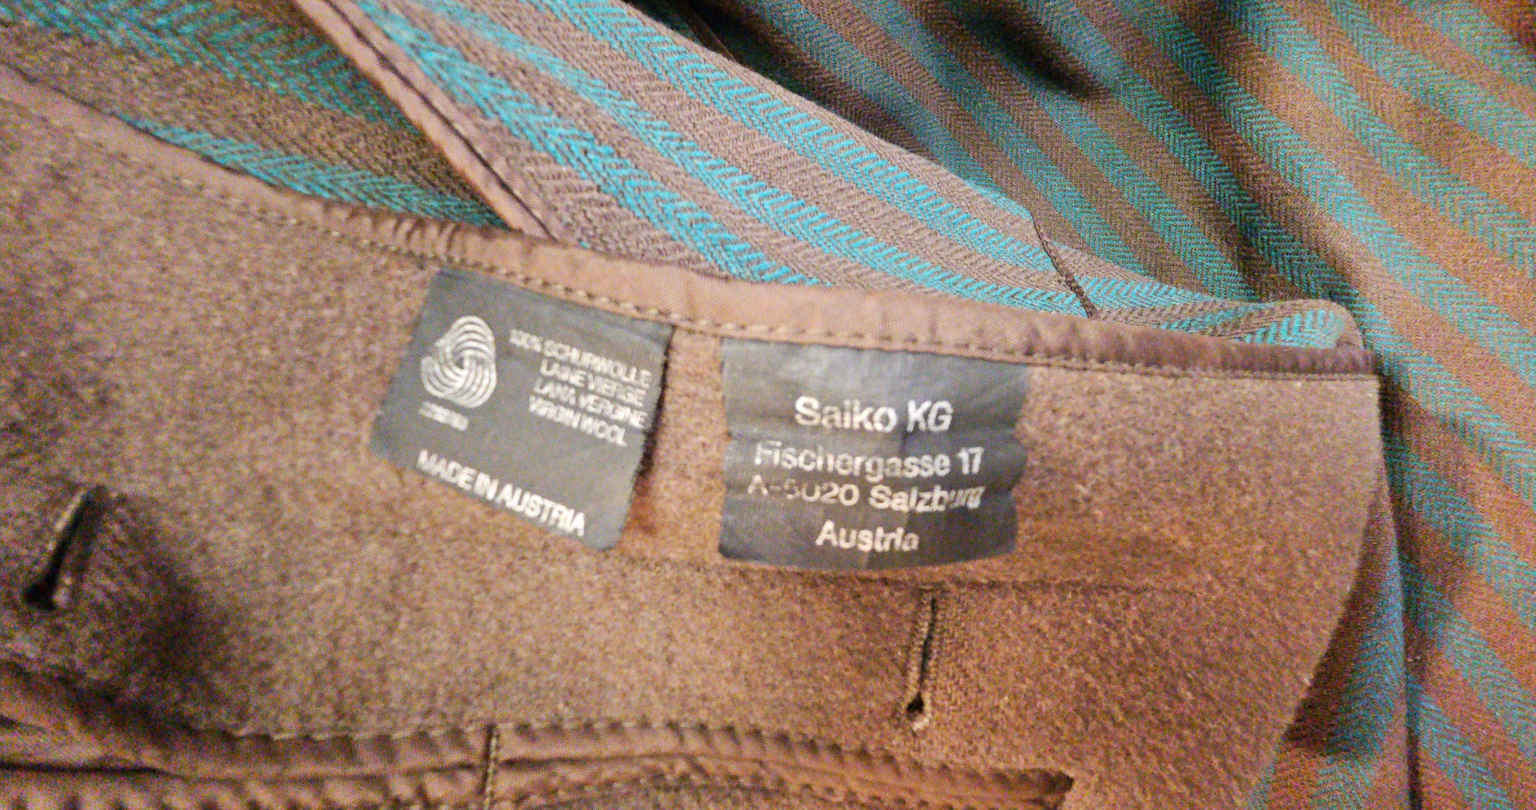 100% SCHURWOLLE
LAINE VIERGE
LANA VERGINE
VIRGIN WOOL
MADE IN AUSTRIA
Saiko KG
Fischergasse 17
A-5020 Salzburg
Austria